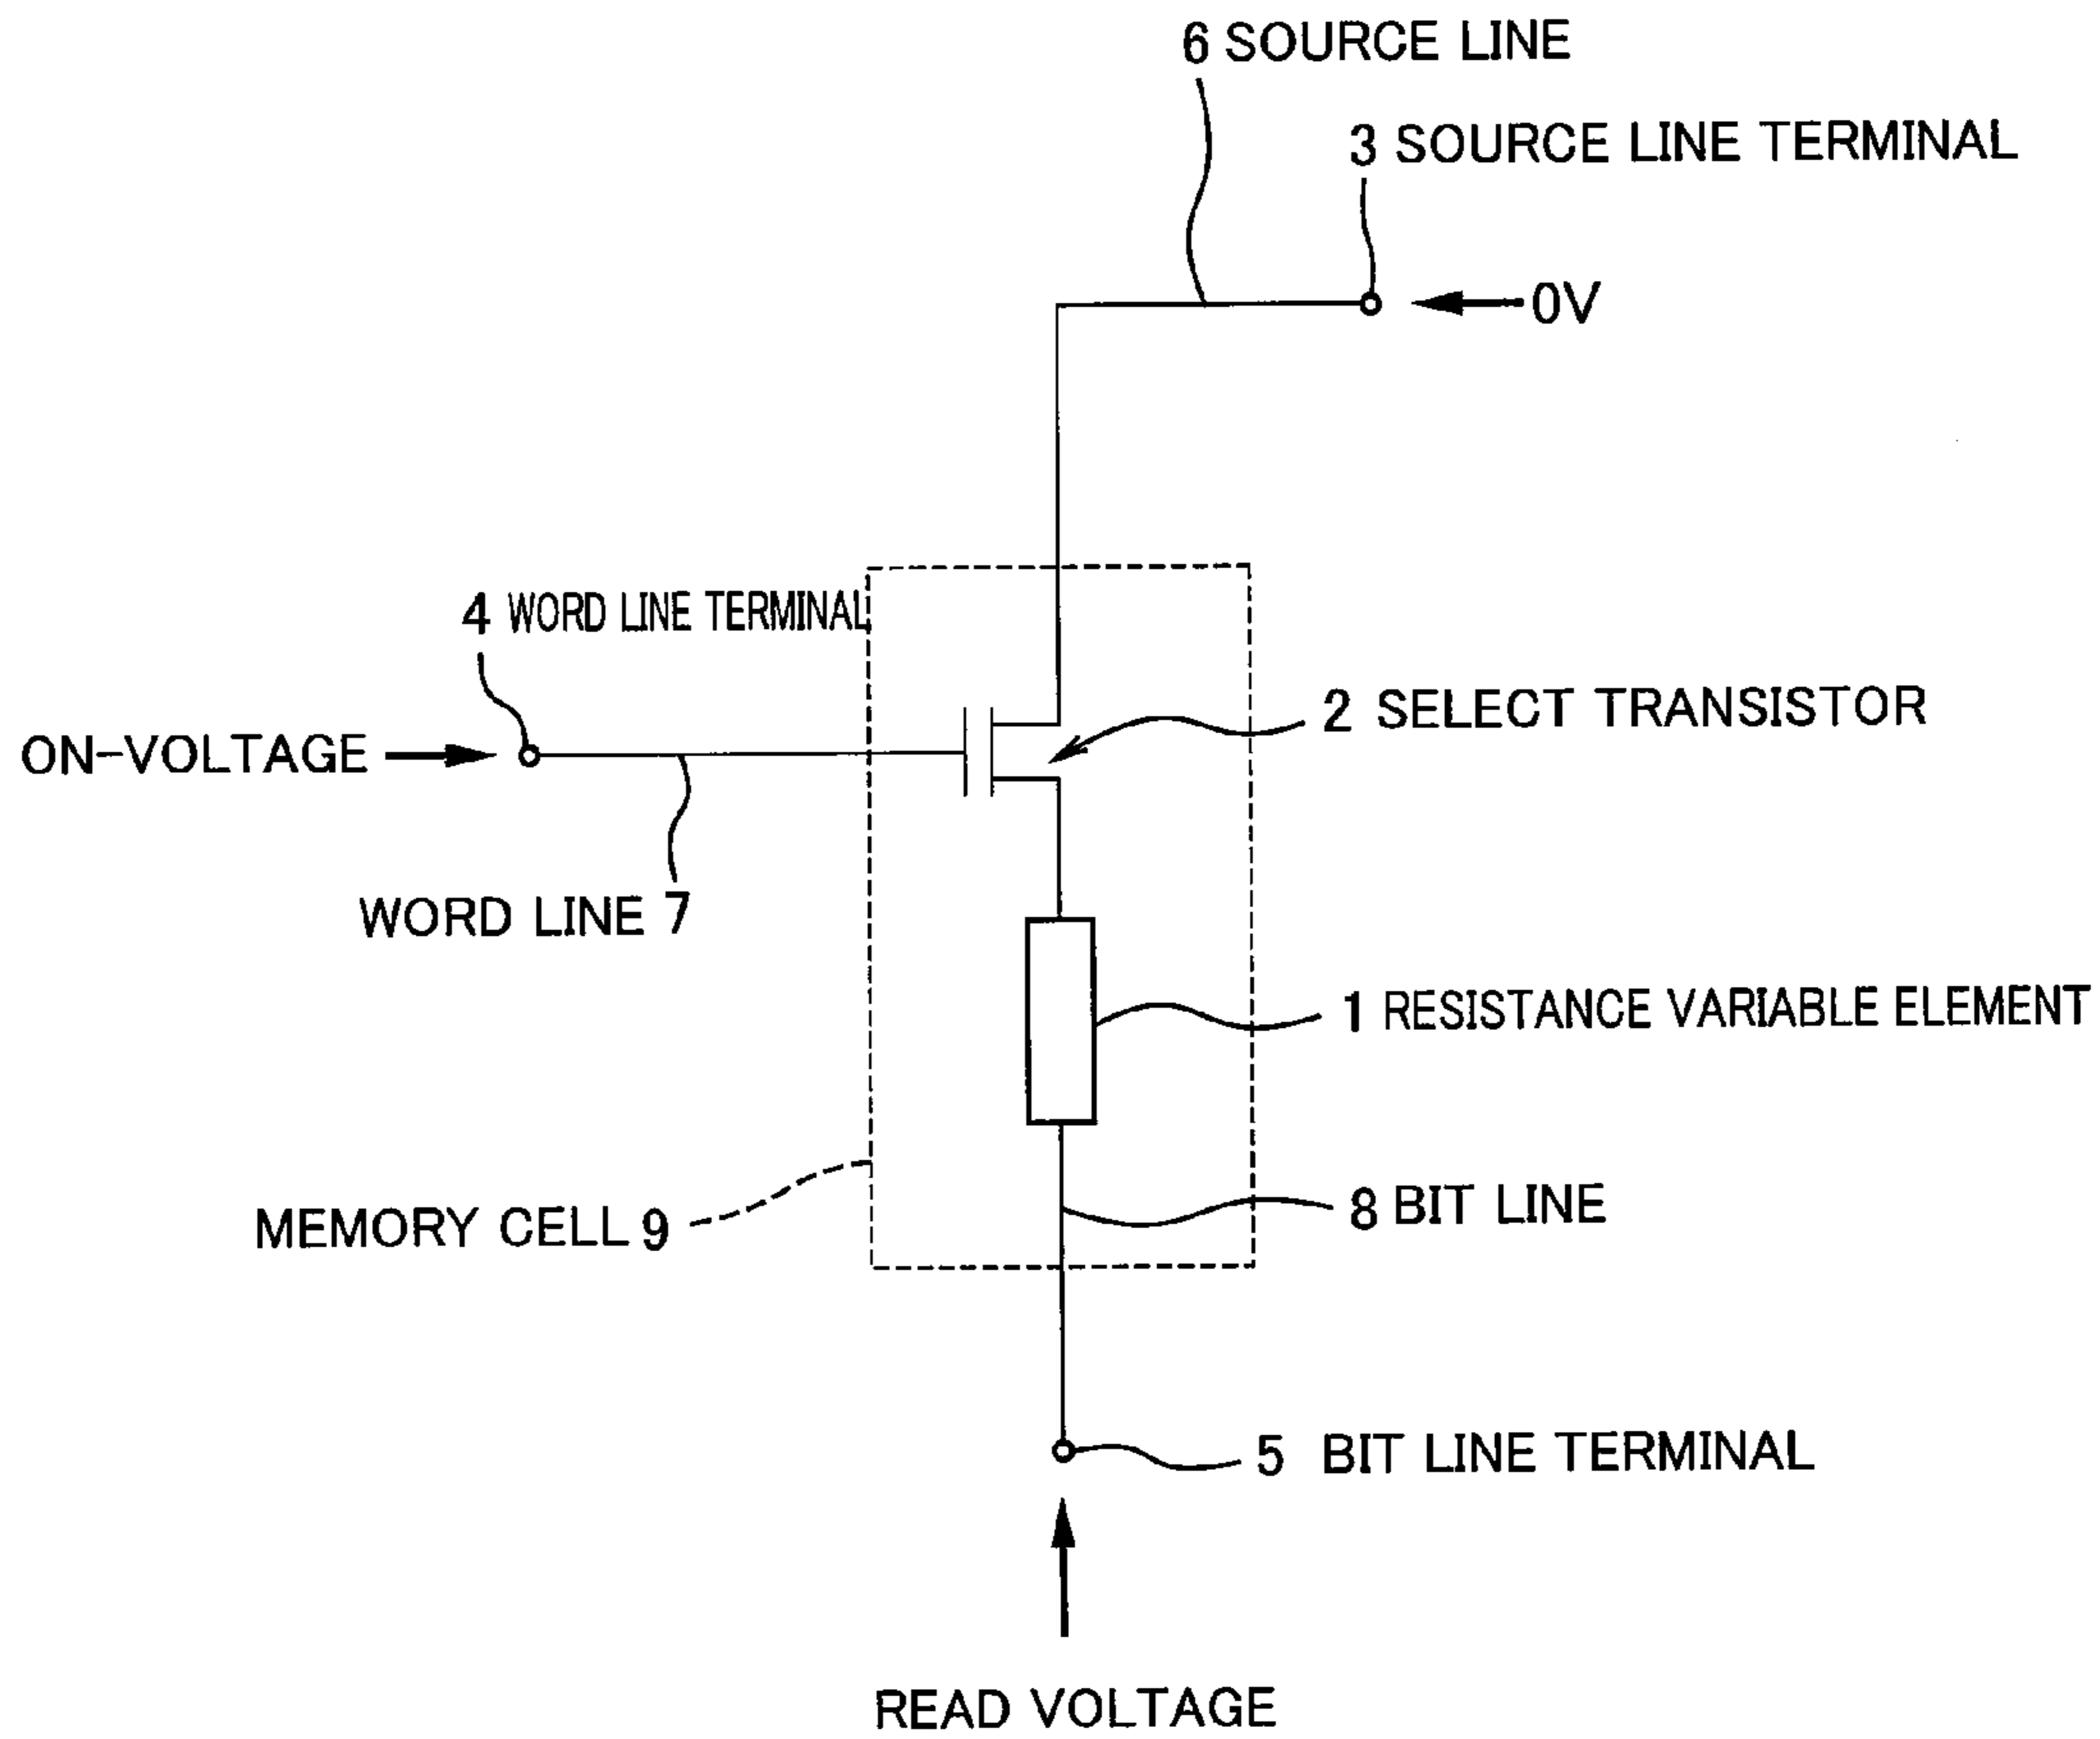 6 SOURCE LINE
3 SOURCE LINE TERMINAL
0V
4 WORD LINE TERMINAL
2 SELECT TRANSISTOR
ON-VOLTAGE
WORD LINE 7
1 RESISTANCE VARIABLE ELEMENT
8 BIT LINE
MEMORY CELL 9
5 BIT LINE TERMINAL
READ VOLTAGE